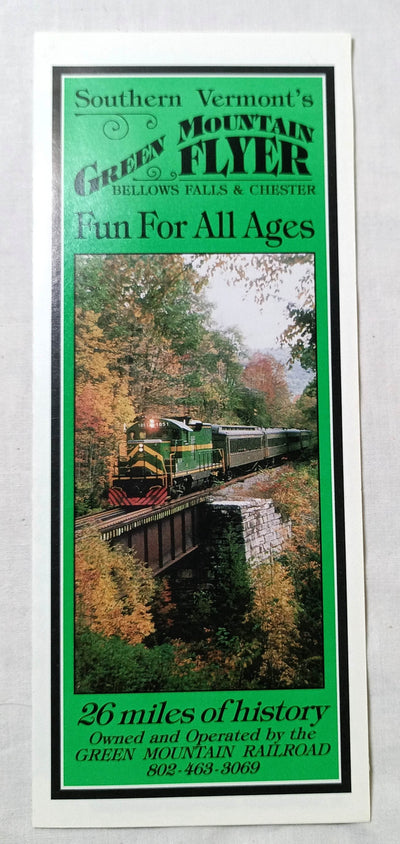 Southern Vermont's
Green Mountain
FLYER
BELLOWS FALLS & CHESTER
Fun For All Ages
1851
26 miles of history
Owned and Operated by the
GREEN MOUNTAIN RAILROAD
802-463-3069